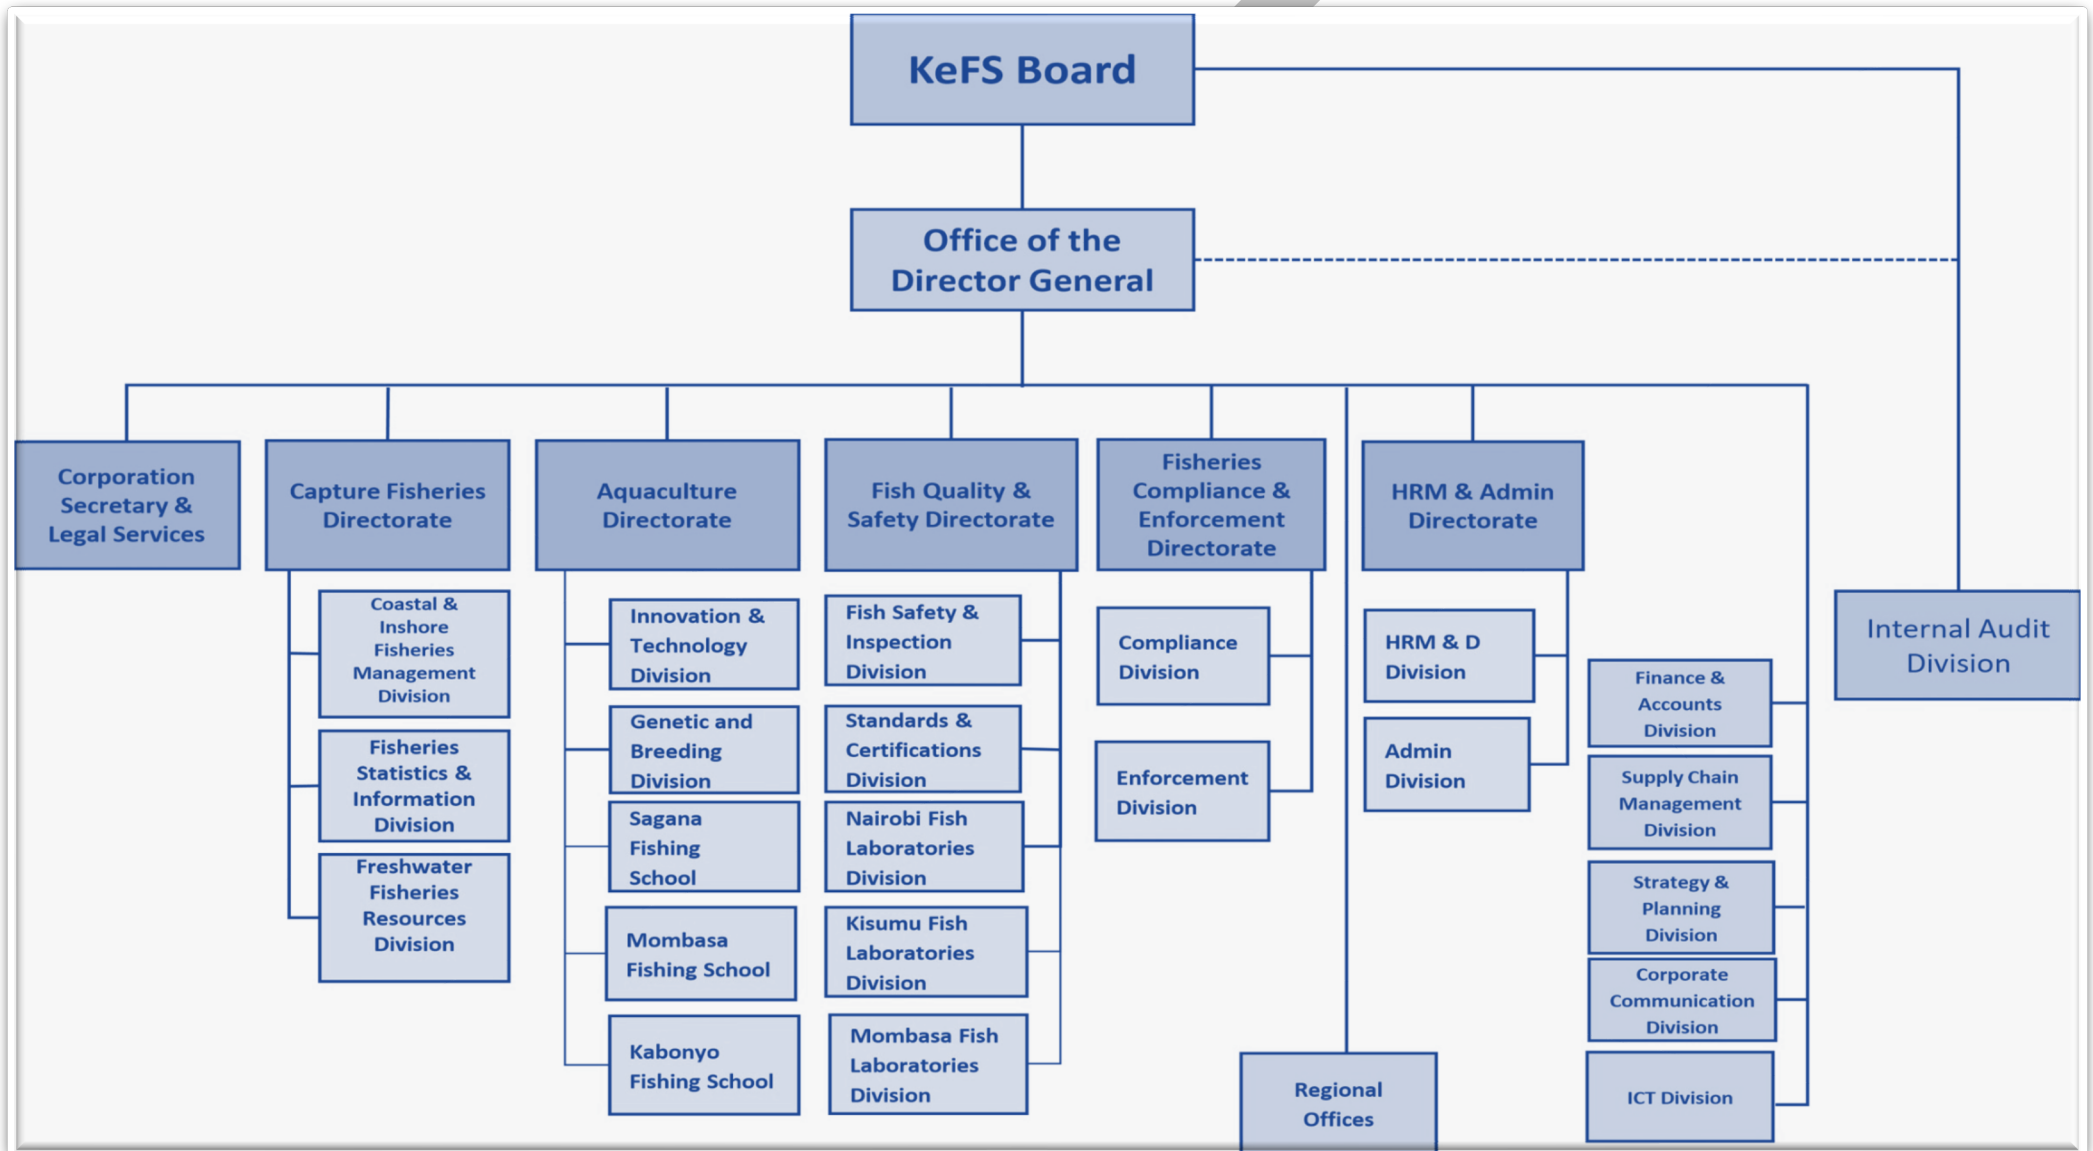 KeFS Board
Office of the
Director General
Corporation
Secretary &
Legal Services
Capture Fisheries
Directorate
Aquaculture
Directorate
Fish Quality &
Safety Directorate
Fisheries
Compliance &
Enforcement
Directorate
HRM & Admin
Directorate
Coastal &
Inshore
Fisheries
Management
Division
Fisheries
Statistics &
Information
Division
Freshwater
Fisheries
Resources
Division
Innovation &
Technology
Division
Genetic and
Breeding
Division
Sagana
Fishing
School
Mombasa
Fishing School
Kabonyo
Fishing School
Fish Safety &
Inspection
Division
Standards &
Certifications
Division
Nairobi Fish
Laboratories
Division
Kisumu Fish
Laboratories
Division
Mombasa Fish
Laboratories
Division
Compliance
Division
Enforcement
Division
Regional
Offices
HRM & D
Division
Admin
Division
Finance &
Accounts
Division
Supply Chain
Management
Division
Strategy &
Planning
Division
Corporate
Communication
Division
ICT Division
Internal Audit
Division